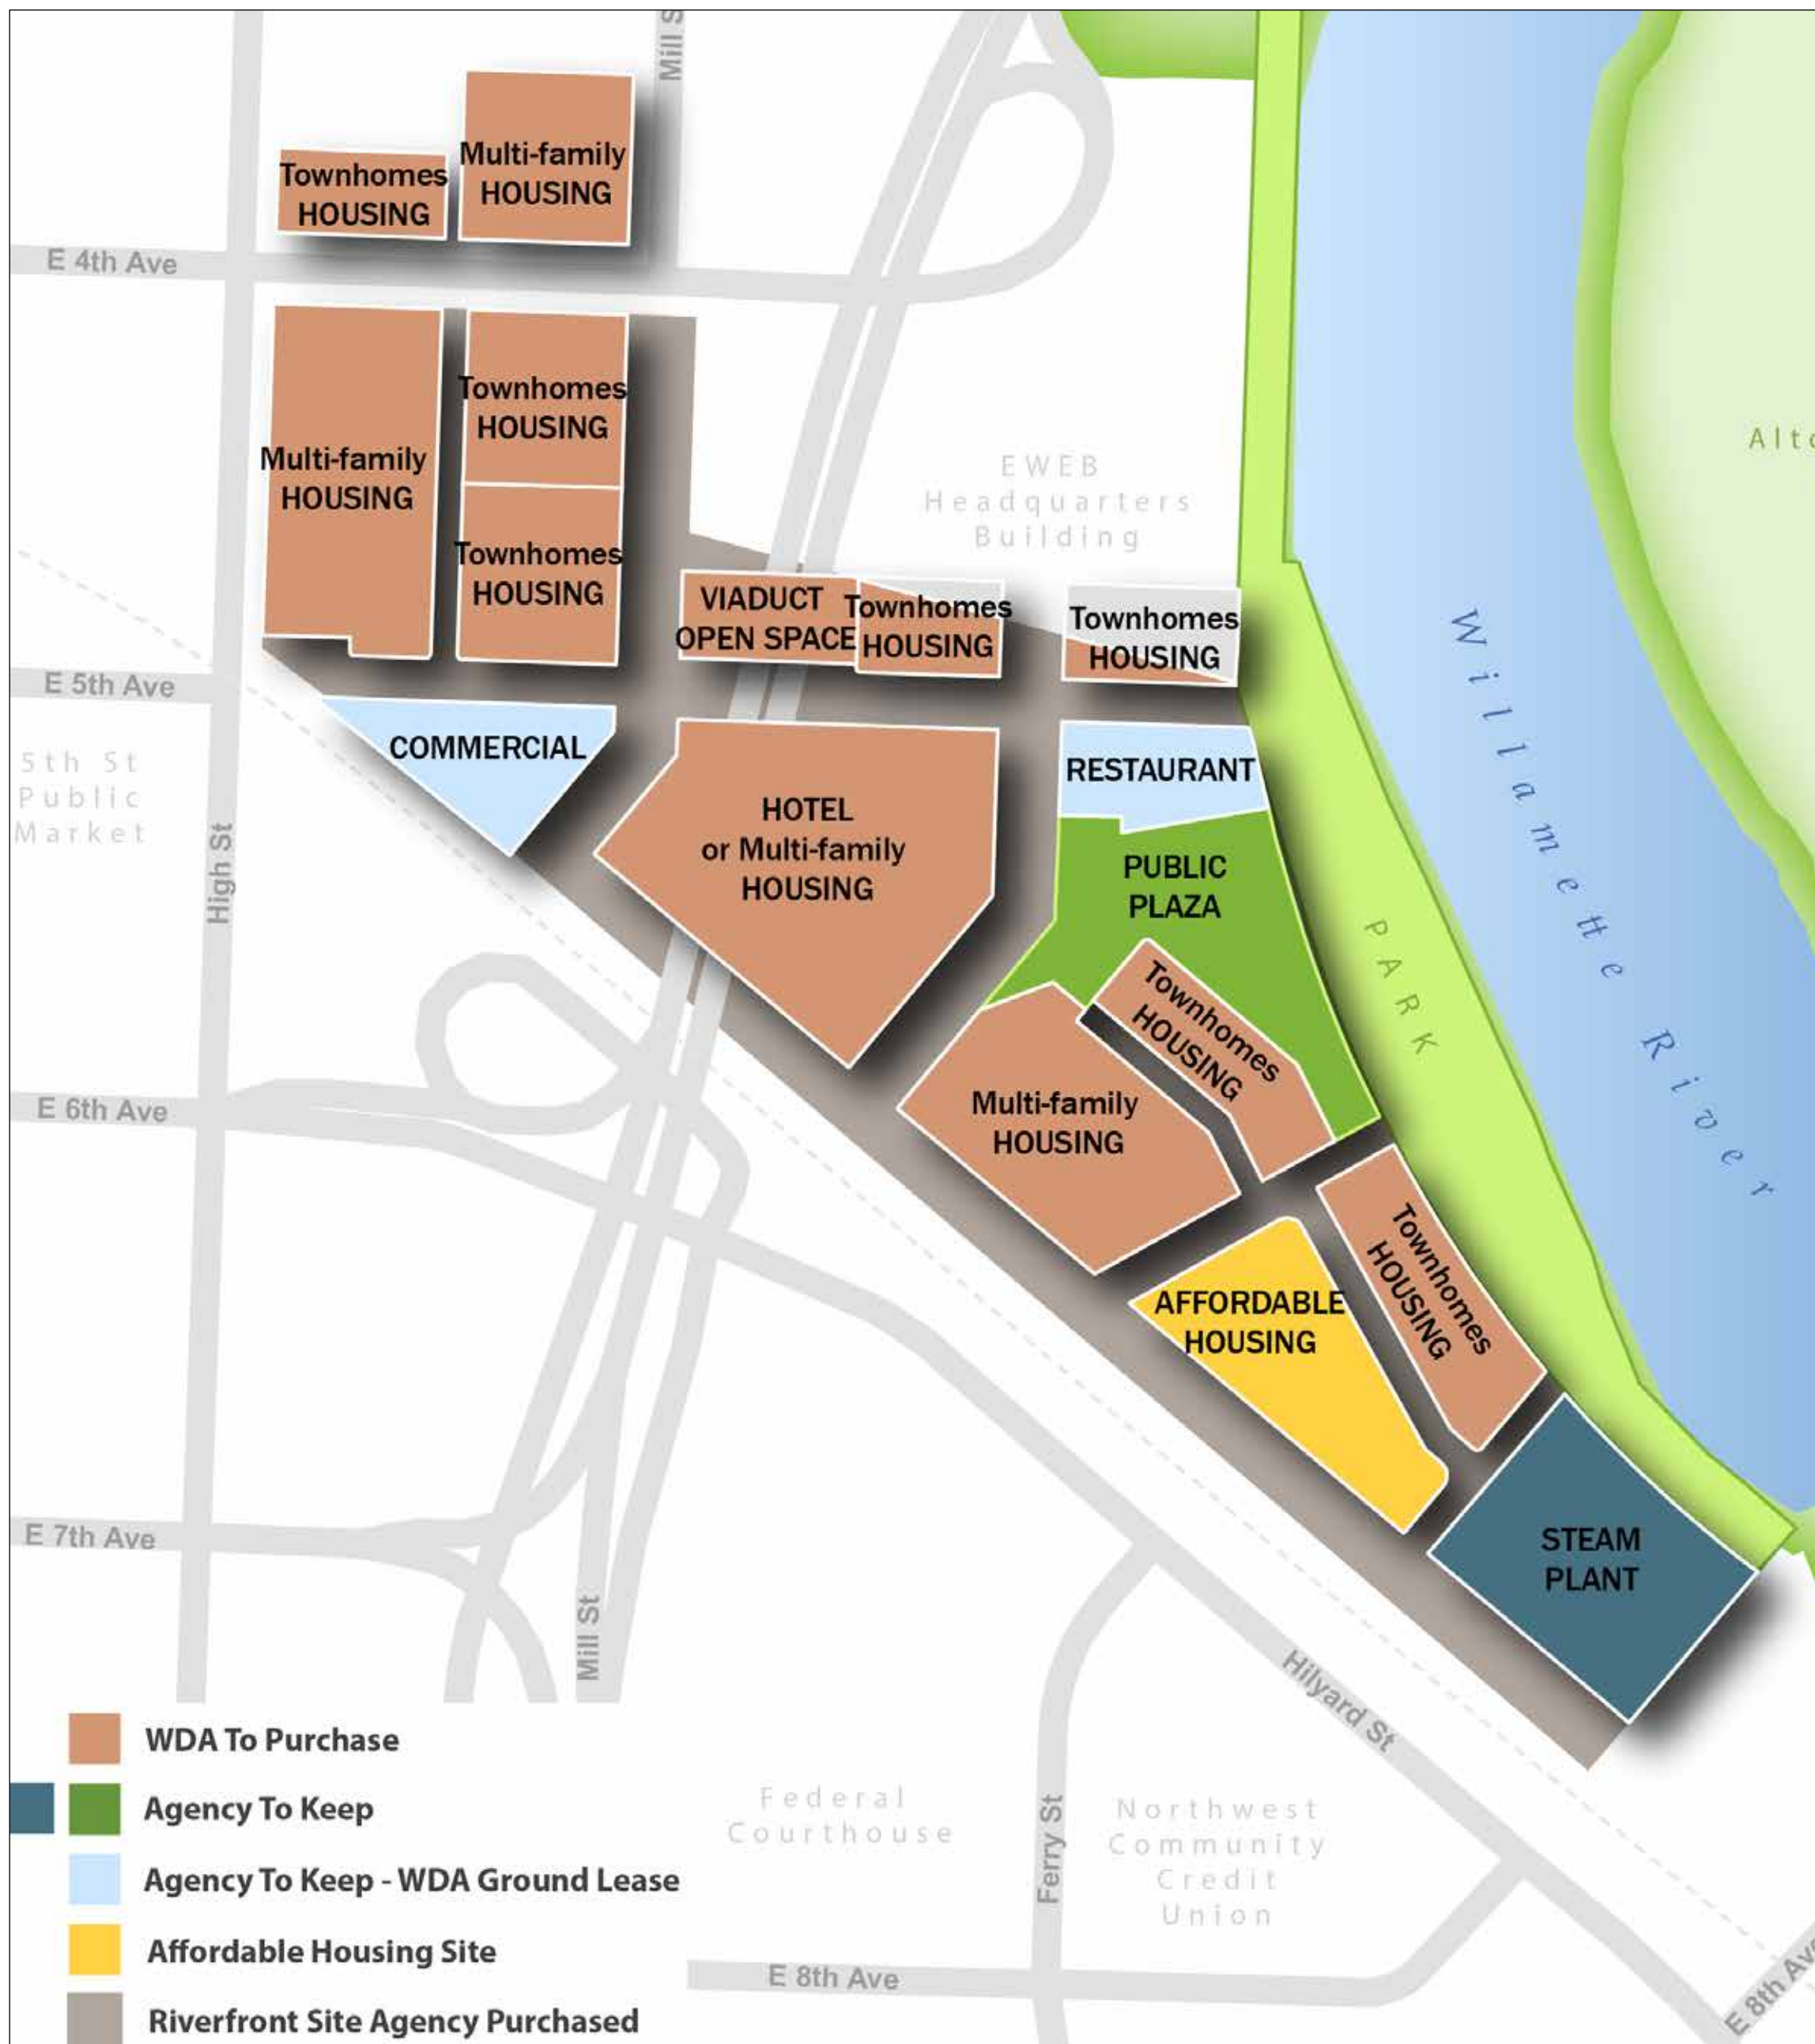 Mill S
Multi-family
HOUSING
Townhomes
HOUSING
E 4th Ave
Townhomes
HOUSING
Multi-family
HOUSING
Townhomes
HOUSING
EWEB
Headquarters
Building
Alto
VIADUCT
OPEN SPACE
Townhomes
HOUSING
Townhomes
HOUSING
E 5th Ave
COMMERCIAL
5th St
Public
Market
High St
HOTEL
or Multi-family
HOUSING
RESTAURANT
PUBLIC
PLAZA
PARK
Willamette River
Townhomes
HOUSING
Multi-family
HOUSING
E 6th Ave
Townhomes
HOUSING
AFFORDABLE
HOUSING
STEAM
PLANT
E 7th Ave
Mill St
Hilyard St
WDA To Purchase
Agency To Keep
Agency To Keep - WDA Ground Lease
Affordable Housing Site
Riverfront Site Agency Purchased
Federal
Courthouse
Ferry St
Northwest
Community
Credit
Union
E 8th Ave
E 8th Ave